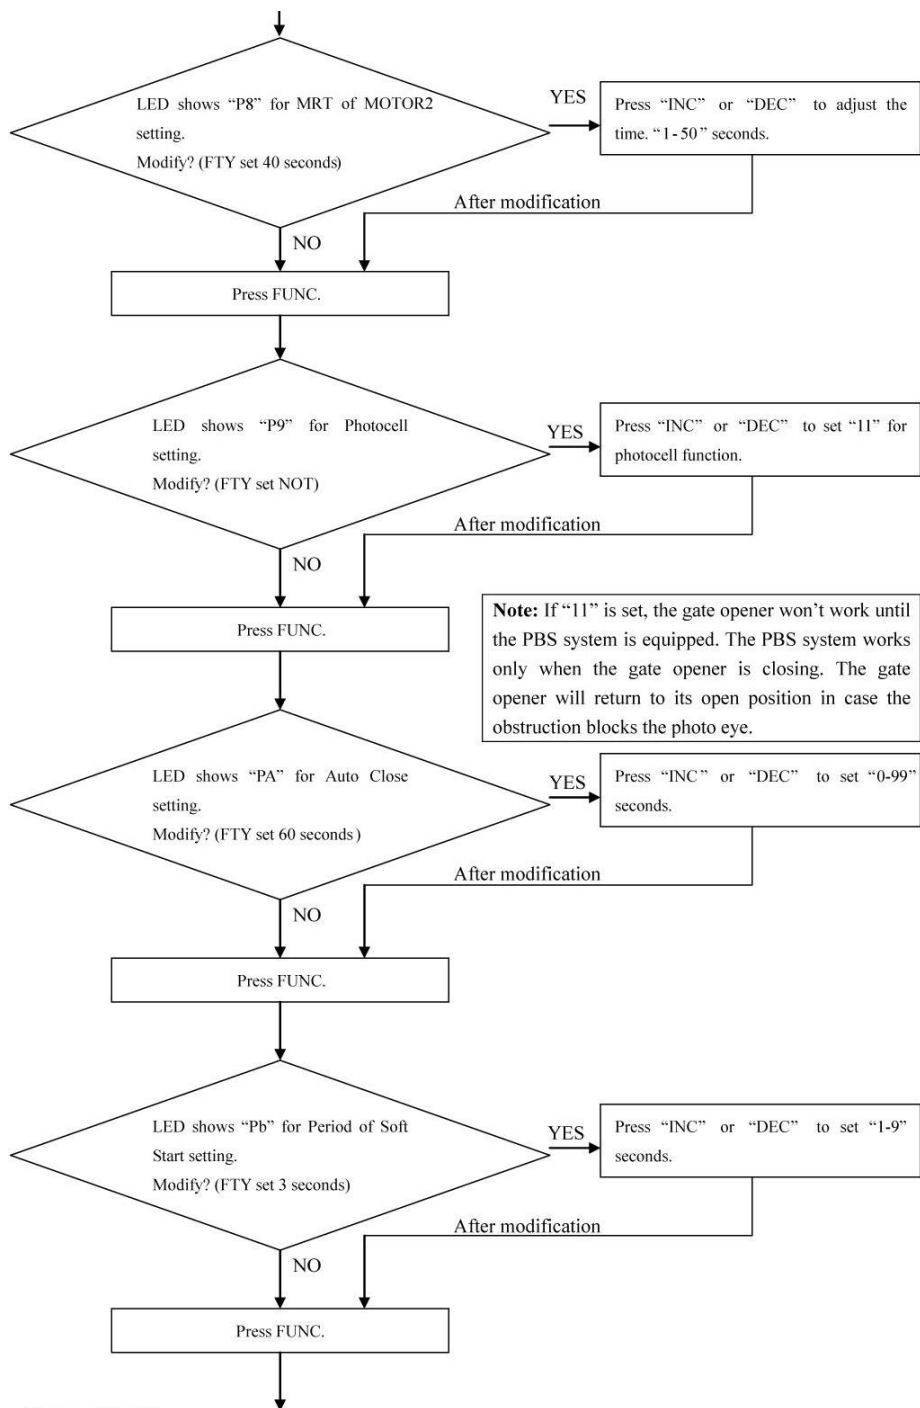 LED shows “P8” for MRT of MOTOR2
setting.
Modify? (FTY set 40 seconds)
YES
Press “INC” or “DEC” to adjust the
time. “1-50” seconds.
After modification
NO
Press FUNC.
LED shows “P9” for Photocell
setting.
Modify? (FTY set NOT)
YES
Press “INC” or “DEC” to set “11” for
photocell function.
After modification
NO
Press FUNC.
Note: If “11” is set, the gate opener won’t work until
the PBS system is equipped. The PBS system works
only when the gate opener is closing. The gate
opener will return to its open position in case the
obstruction blocks the photo eye.
LED shows “PA” for Auto Close
setting.
Modify? (FTY set 60 seconds)
YES
Press “INC” or “DEC” to set “0-99”
seconds.
After modification
NO
Press FUNC.
LED shows “Pb” for Period of Soft
Start setting.
Modify? (FTY set 3 seconds)
YES
Press “INC” or “DEC” to set “1-9”
seconds.
After modification
NO
Press FUNC.